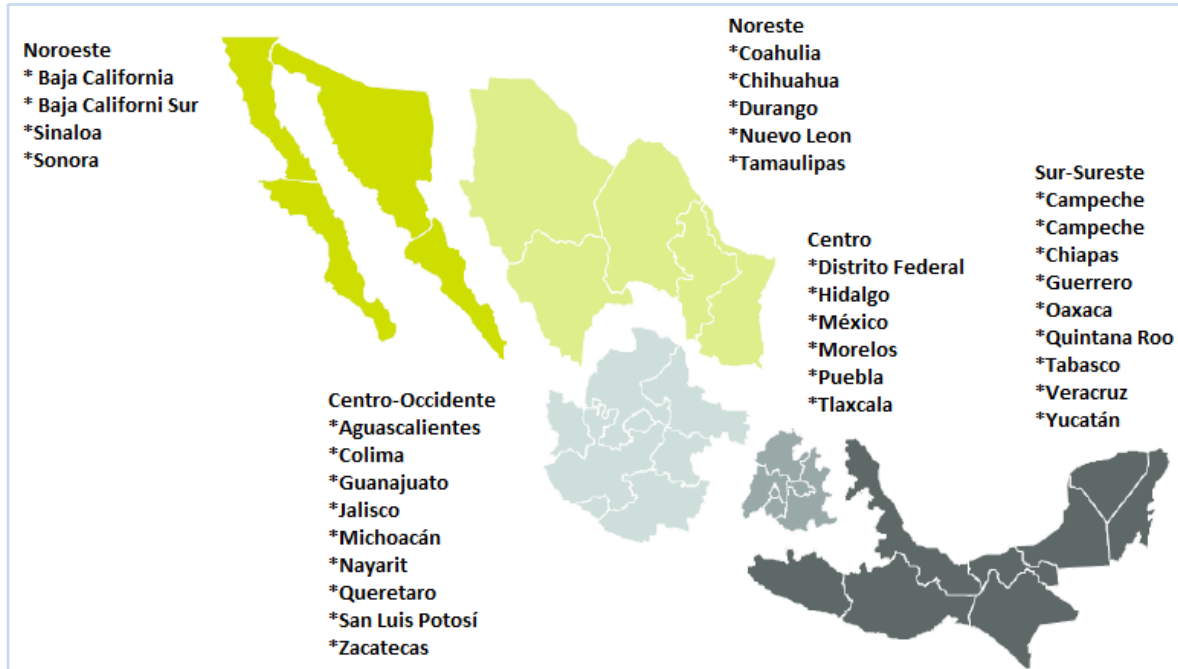 Noroeste
* Baja California
* Baja Californi Sur
*Sinaloa
*Sonora
Noreste
*Coahulia
*Chihuahua
*Durango
*Nuevo Leon
*Tamaulipas
Sur-Sureste
*Campeche
*Campeche
*Chiapas
*Guerrero
*Oaxaca
*Quintana Roo
*Tabasco
*Veracruz
*Yucatán
Centro
*Distrito Federal
*Hidalgo
*México
*Morelos
*Puebla
*Tlaxcala
Centro-Occidente
*Aguascalientes
*Colima
*Guanajuato
*Jalisco
*Michoacán
*Nayarit
*Queretaro
*San Luis Potosí
*Zacatecas